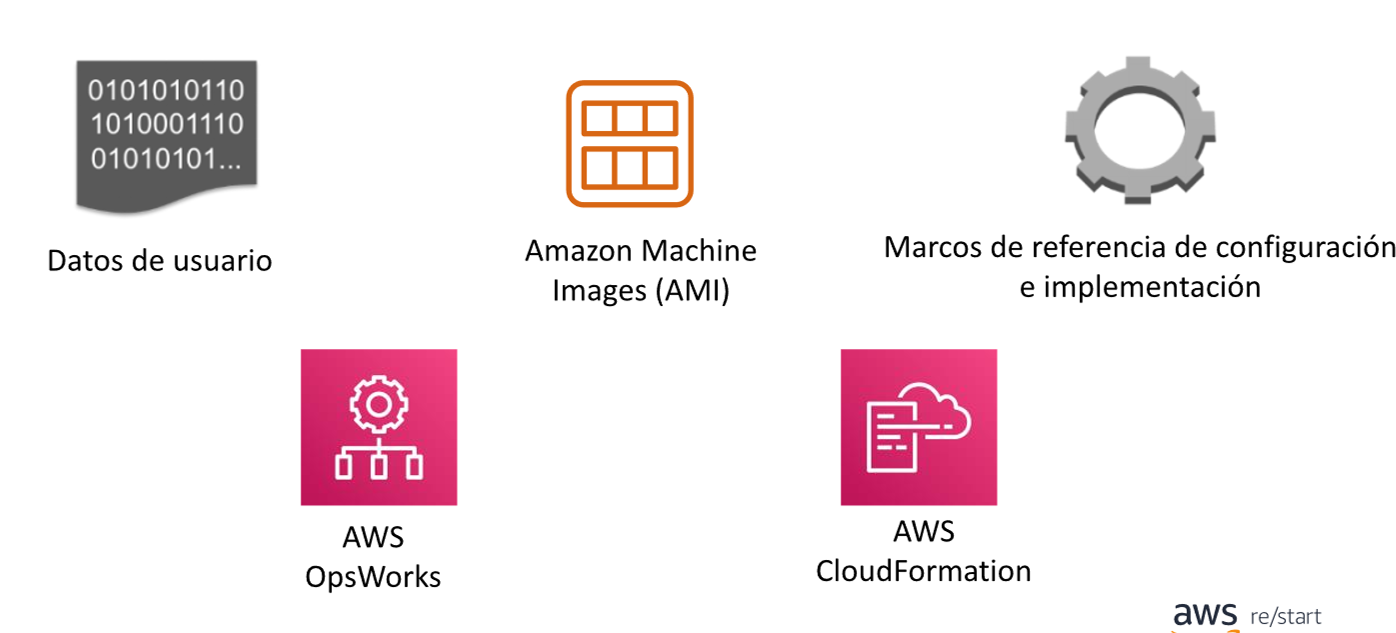 0101010110
1010001110
01010101...
Datos de usuario
Amazon Machine
Images (AMI)
Marcos de referencia de configuración
e implementación
AWS
OpsWorks
AWS
CloudFormation
aws re/start